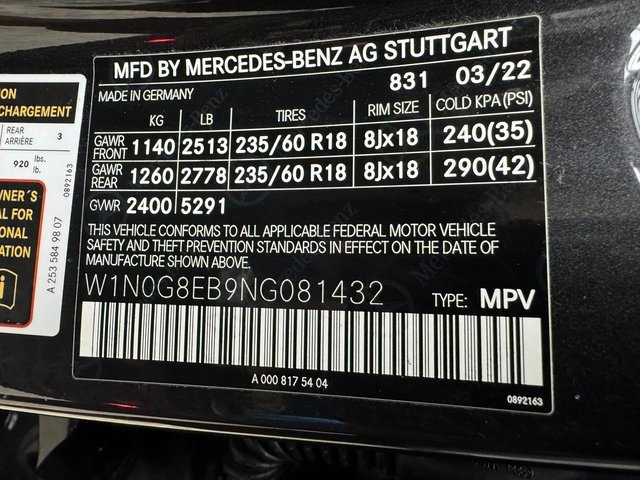 MFD BY MERCEDES-BENZ AG STUTTGART
MADE IN GERMANY 831 03/22
KG LB TIRES RIM SIZE COLD KPA(PSI)
GAWR FRONT 1140 2513 235/60 R18 8Jx18 240(35)
GAWR REAR 1260 2778 235/60 R18 8Jx18 290(42)
GWR 2400 5291
THIS VEHICLE CONFORMS TO ALL APPLICABLE FEDERAL MOTOR VEHICLE
SAFETY AND THEFT PREVENTION STANDARDS IN EFFECT ON THE DATE
OF MANUFACTURE SHOWN ABOVE.
W1N0G8EB9NG081432 TYPE: MPV
A 000 817 54 04
0892163
ION
CHARGEMENT
REAR
ARRIÈRE 3
920 lbs.
lb.
0892163
WNER´S
AL FOR
IONAL
ATION
A 253 584 98 07